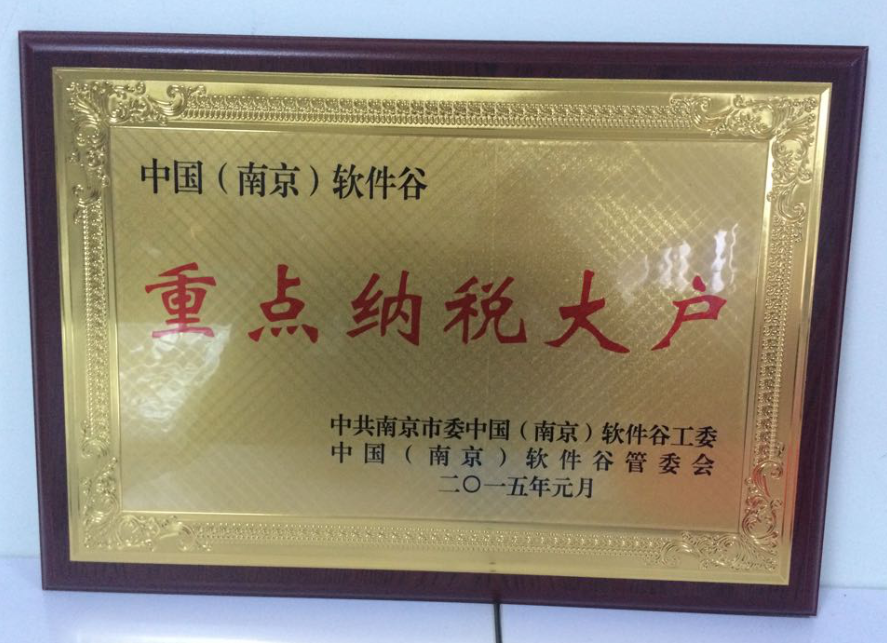 中国（南京）软件谷
重点纳税大户
中共南京市委中国（南京）软件谷工委
中国（南京）软件谷管委会
二〇一五年元月